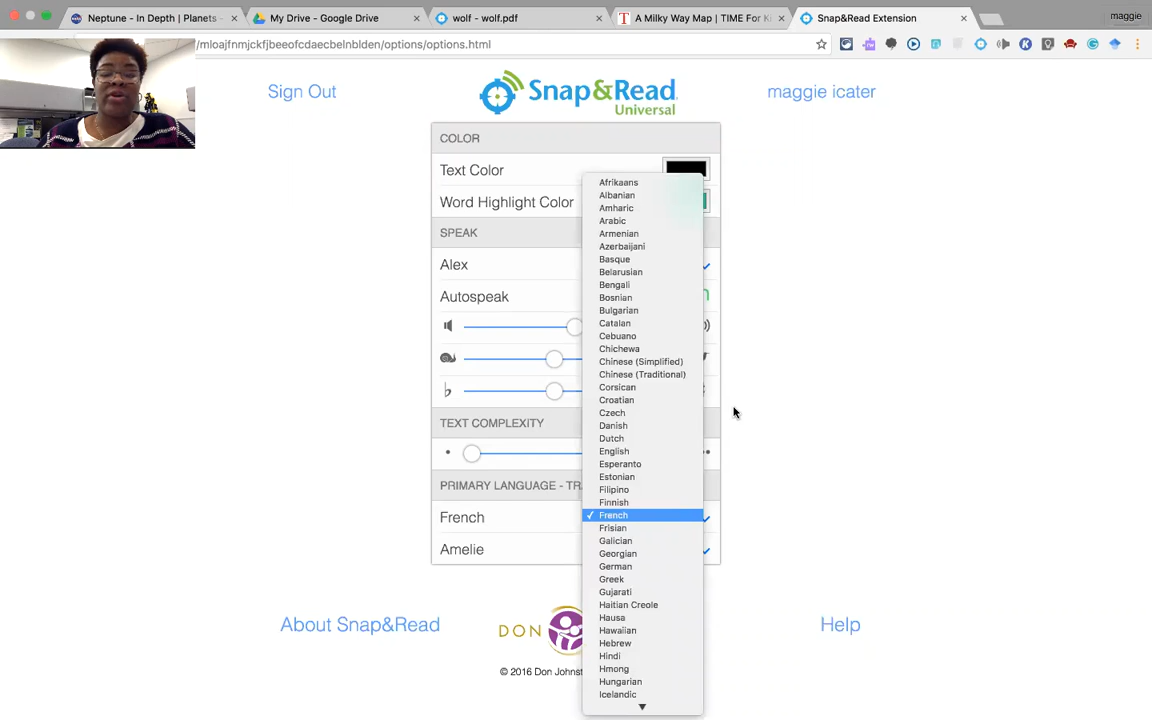 Neptune - In Depth | Planets -
My Drive - Google Drive
wolf - wolf.pdf
A Milky Way Map | TIME For K
Snap&Read Extension
maggie
/mloajfnmjckfjbeeofcdaecbelnblden/options/options.html
Sign Out
Snap&Read
Universal
maggie icater
COLOR
Text Color
Word Highlight Color
SPEAK
Alex
Autospeak
TEXT COMPLEXITY
PRIMARY LANGUAGE - TR
French
Amelie
Afrikaans
Albanian
Amharic
Arabic
Armenian
Azerbaijani
Basque
Belarusian
Bengali
Bosnian
Bulgarian
Catalan
Cebuano
Chichewa
Chinese (Simplified)
Chinese (Traditional)
Corsican
Croatian
Czech
Danish
Dutch
English
Esperanto
Estonian
Filipino
Finnish
French
Frisian
Galician
Georgian
German
Greek
Gujarati
Haitian Creole
Hausa
Hawaiian
Hebrew
Hindi
Hmong
Hungarian
Icelandic
About Snap&Read
DON
Help
© 2016 Don Johnst